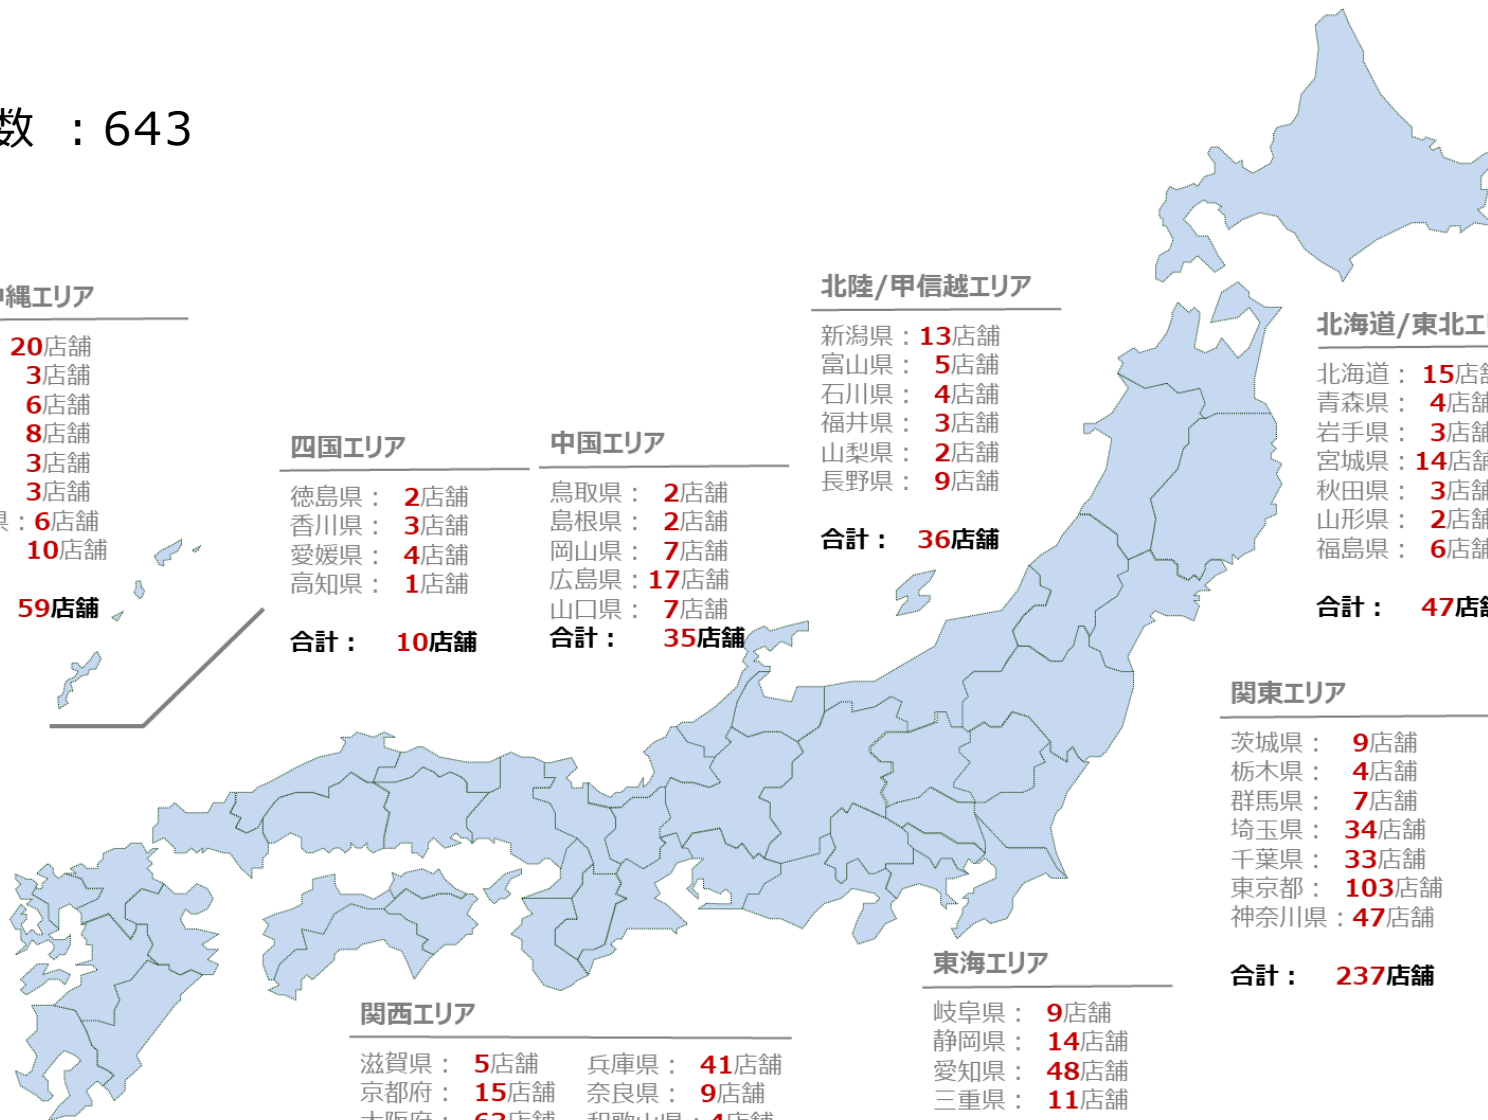 数 ：643
縄エリア
20店舗
3店舗
6店舗
8店舗
3店舗
3店舗
県：6店舗
10店舗
59店舗
四国エリア
徳島県： 2店舗
香川県： 3店舗
愛媛県： 4店舗
高知県： 1店舗
合計： 10店舗
中国エリア
鳥取県： 2店舗
島根県： 2店舗
岡山県： 7店舗
広島県：17店舗
山口県： 7店舗
合計： 35店舗
北陸/甲信越エリア
新潟県：13店舗
富山県： 5店舗
石川県： 4店舗
福井県： 3店舗
山梨県： 2店舗
長野県： 9店舗
合計： 36店舗
北海道/東北エリ
北海道： 15店舗
青森県： 4店舗
岩手県： 3店舗
宮城県：14店舗
秋田県： 3店舗
山形県： 2店舗
福島県： 6店舗
合計： 47店舗
関東エリア
茨城県： 9店舗
栃木県： 4店舗
群馬県： 7店舗
埼玉県： 34店舗
千葉県： 33店舗
東京都： 103店舗
神奈川県：47店舗
合計： 237店舗
東海エリア
岐阜県： 9店舗
静岡県： 14店舗
愛知県： 48店舗
三重県： 11店舗
関西エリア
滋賀県： 5店舗 兵庫県： 41店舗
京都府： 15店舗 奈良県： 9店舗
大阪府： 63店舗 和歌山県：4店舗